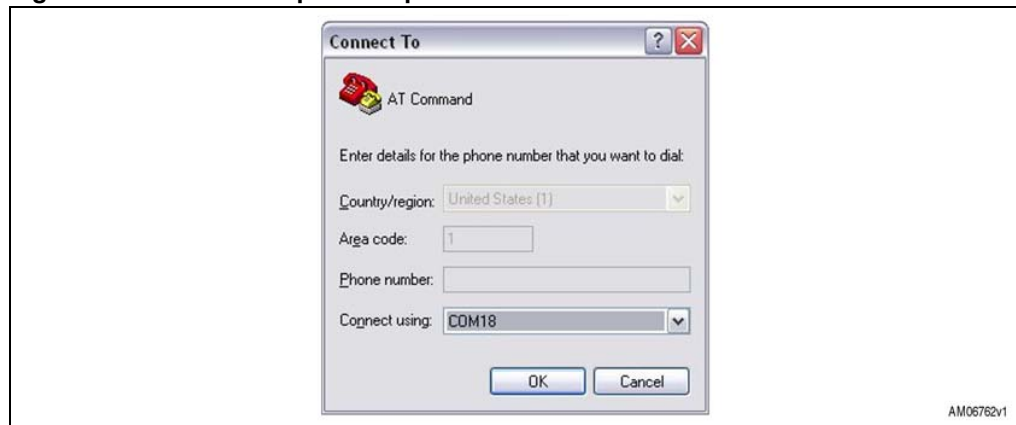 Connect To
AT Command
Enter details for the phone number that you want to dial:
Country/region: United States (1)
Area code: 1
Phone number:
Connect using: COM18
OK Cancel
AM06762v1